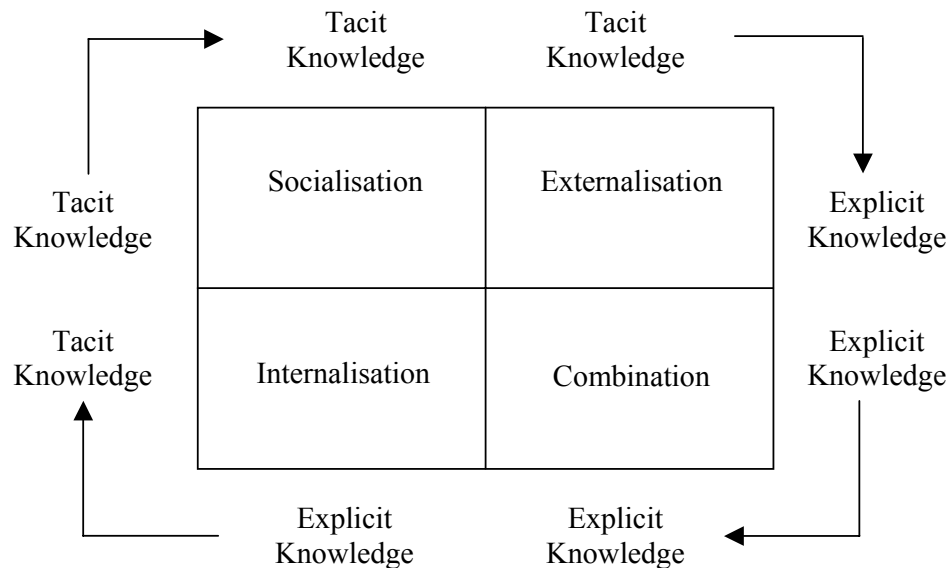 Tacit
Knowledge
Tacit
Knowledge
Tacit
Knowledge
Socialisation
Externalisation
Explicit
Knowledge
Tacit
Knowledge
Internalisation
Combination
Explicit
Knowledge
Explicit
Knowledge
Explicit
Knowledge